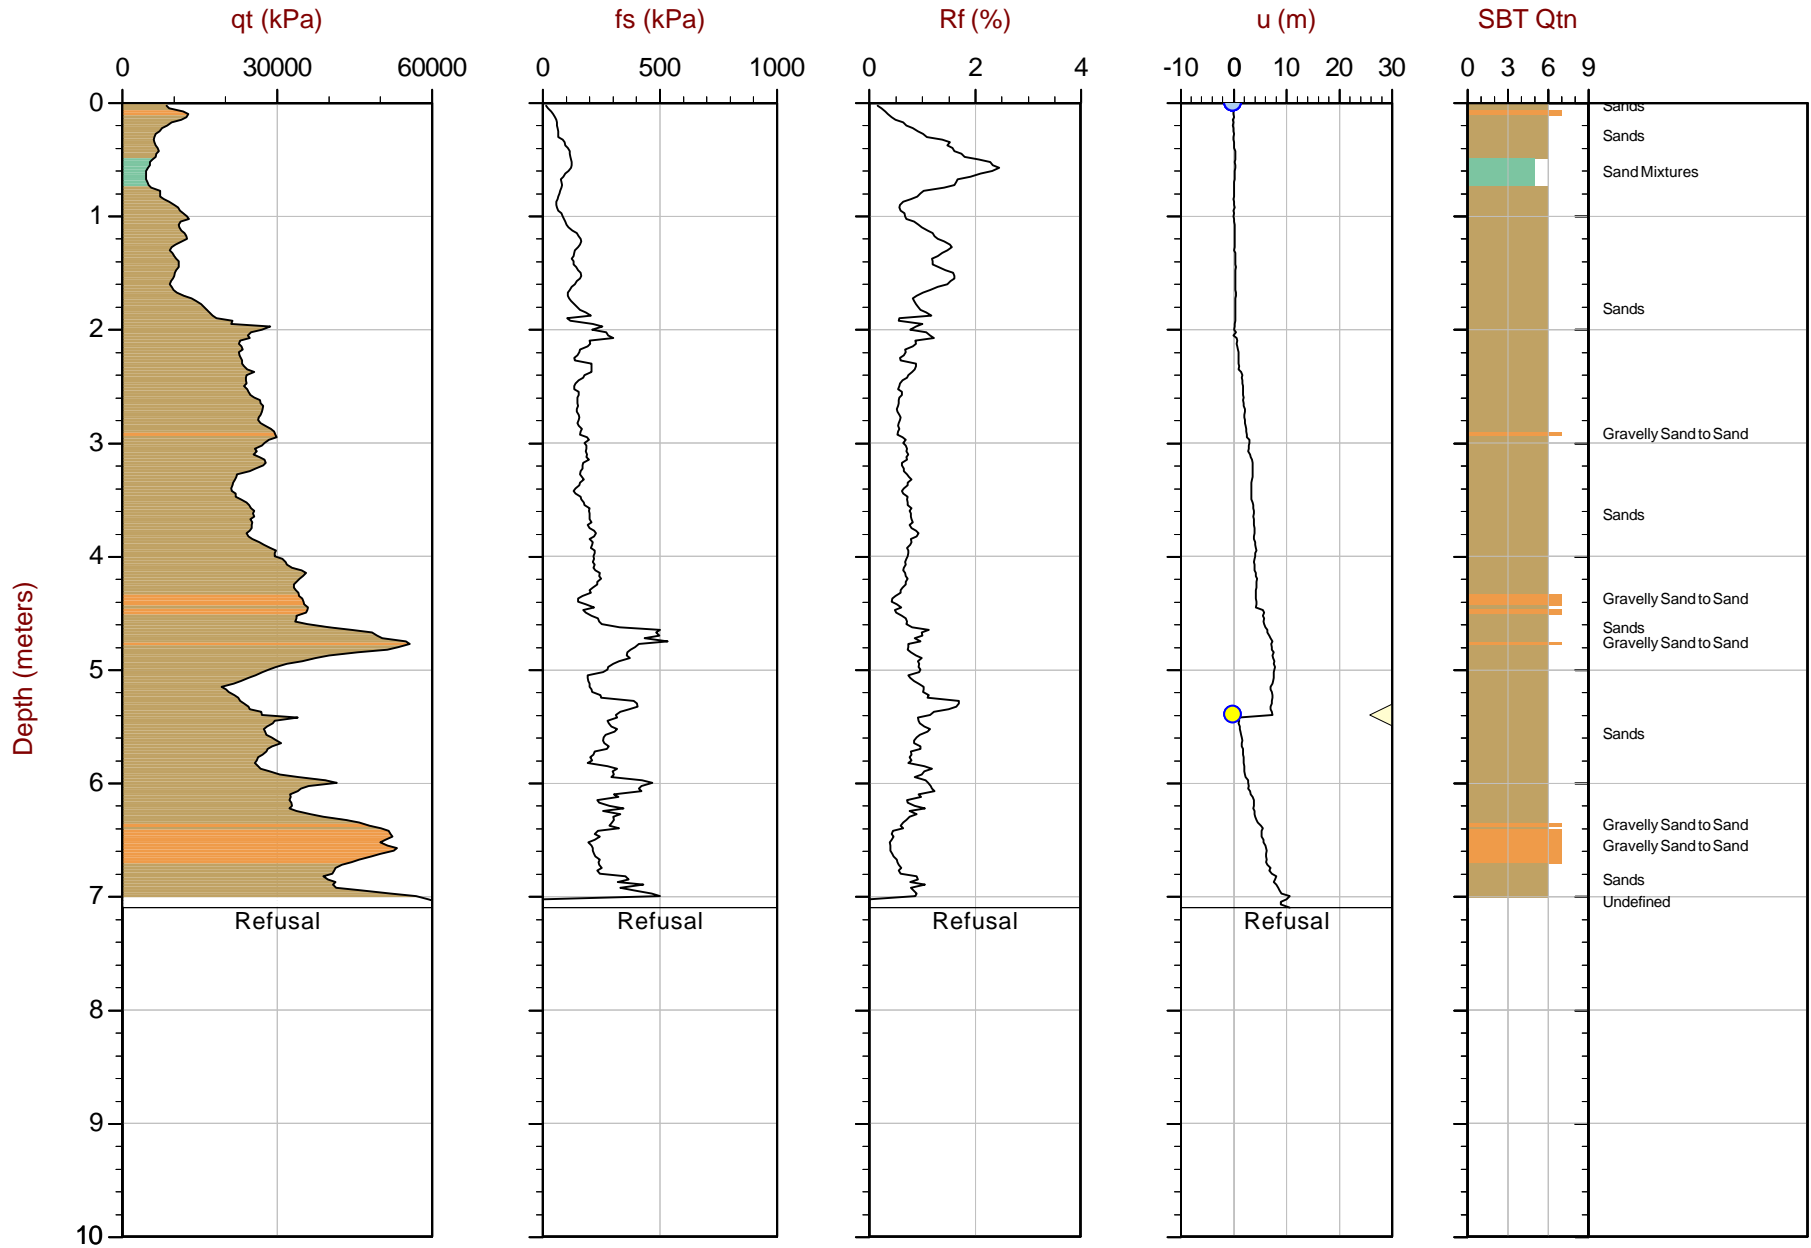 qt (kPa) fs (kPa) Rf (%) u (m) SBT Qtn
0 30000 60000 0 500 1000 0 2 4 -10 0 10 20 30 0 3 6 9
0
Sands
Sands
Sand Mixtures
1
Sands
2
Gravelly Sand to Sand
3
Sands
4
Gravelly Sand to Sand
Sands
Gravelly Sand to Sand
5
Depth (meters)
Sands
6
Gravelly Sand to Sand
Gravelly Sand to Sand
Sands
7
Undefined
Refusal Refusal Refusal Refusal
8
9
10